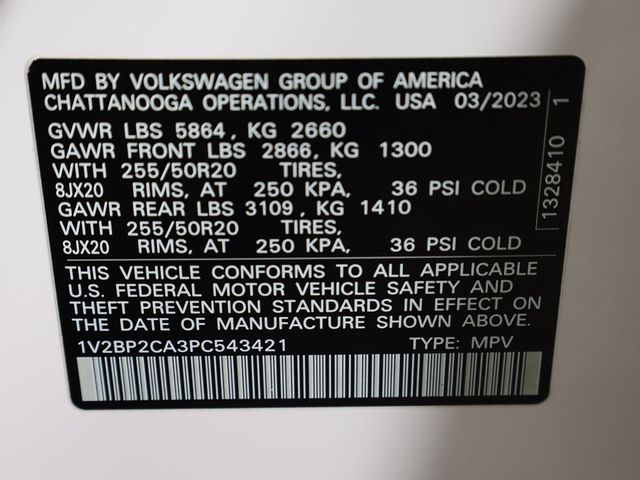 MFD BY VOLKSWAGEN GROUP OF AMERICA
CHATTANOOGA OPERATIONS, LLC. USA 03/2023
GVWR LBS 5864, KG 2660
GAWR FRONT LBS 2866, KG 1300
WITH 255/50R20 TIRES,
8JX20 RIMS, AT 250 KPA, 36 PSI COLD
GAWR REAR LBS 3109, KG 1410
WITH 255/50R20 TIRES,
8JX20 RIMS, AT 250 KPA, 36 PSI COLD
THIS VEHICLE CONFORMS TO ALL APPLICABLE
U.S. FEDERAL MOTOR VEHICLE SAFETY AND
THEFT PREVENTION STANDARDS IN EFFECT ON
THE DATE OF MANUFACTURE SHOWN ABOVE.
1V2BP2CA3PC543421 TYPE: MPV
1328410 1